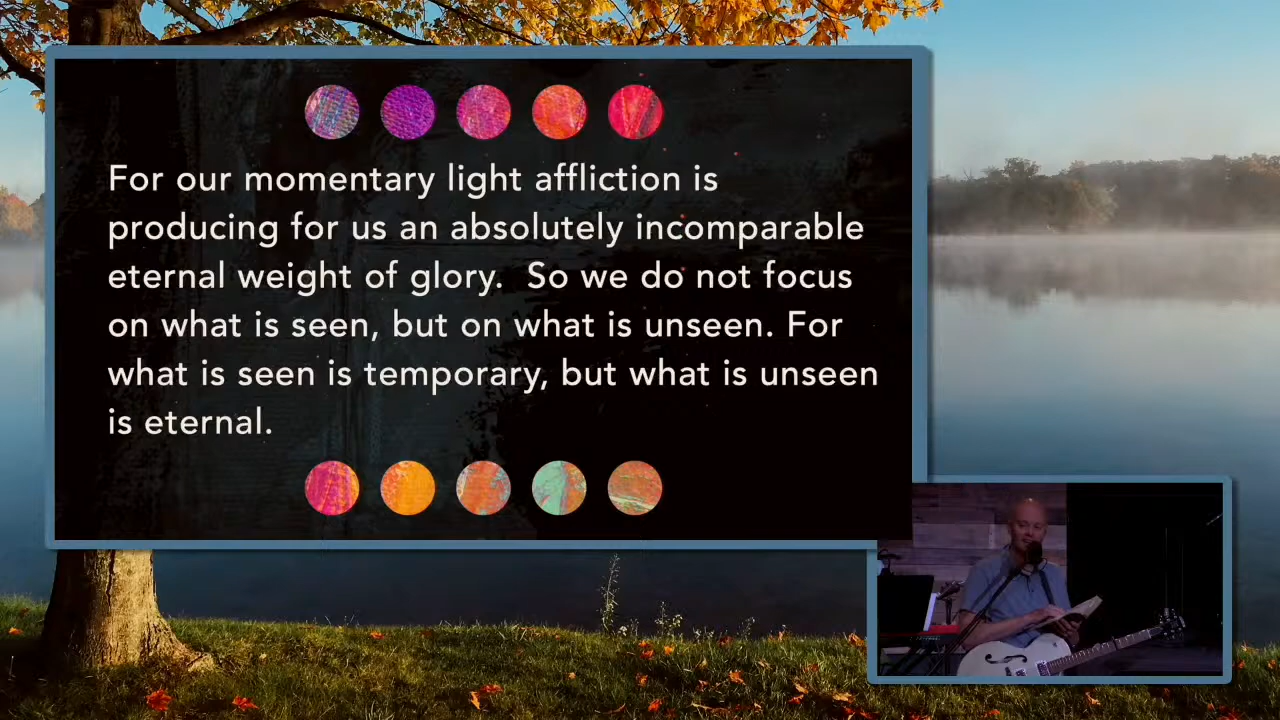 For our momentary light affliction is
producing for us an absolutely incomparable
eternal weight of glory.  So we do not focus
on what is seen, but on what is unseen. For
what is seen is temporary, but what is unseen
is eternal.